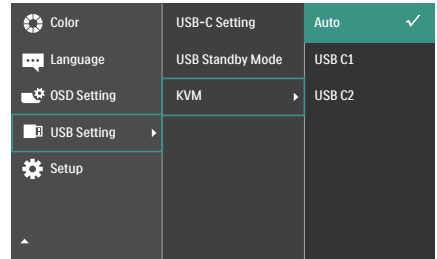 Color
Language
OSD Setting
USB Setting
Setup
USB-C Setting
USB Standby Mode
KVM
Auto
USB C1
USB C2